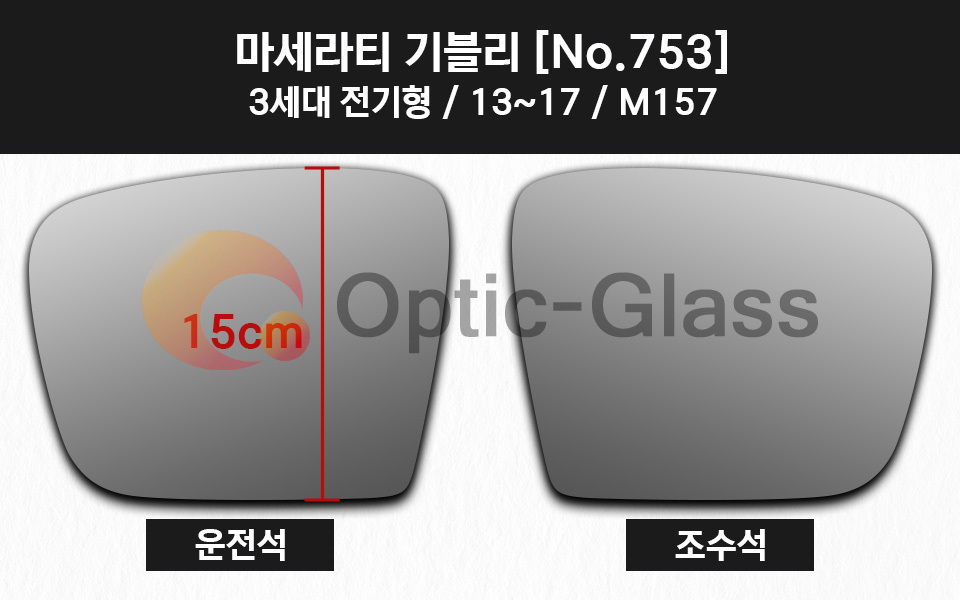 마세라티 기블리 [No.753]
3세대 전기형 / 13~17 / M157
Optic-Glass
15cm
운전석
조수석